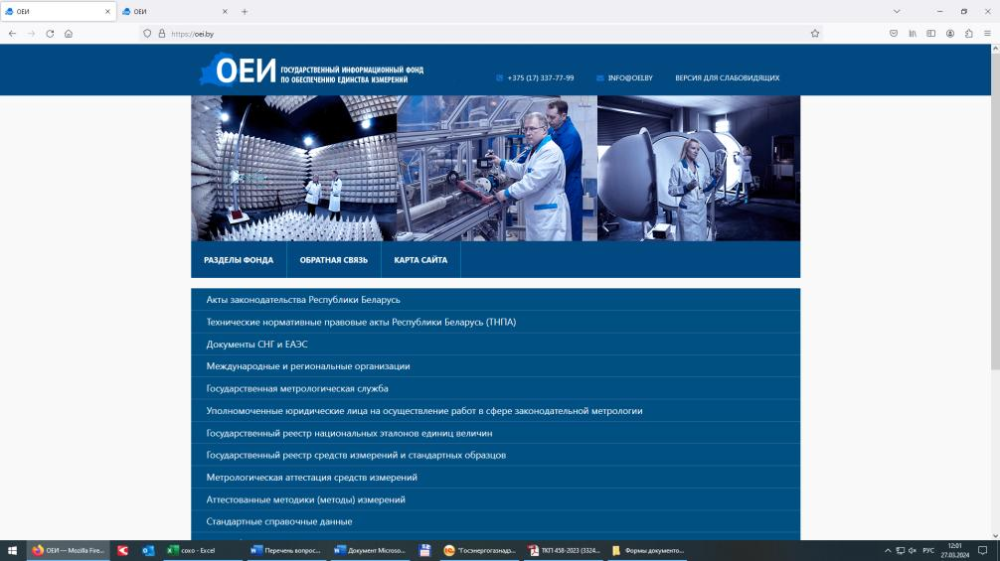 ОЕИ
ОЕИ
https://oei.by
ОЕИ
ГОСУДАРСТВЕННЫЙ ИНФОРМАЦИОННЫЙ ФОНД
ПО ОБЕСПЕЧЕНИЮ ЕДИНСТВА ИЗМЕРЕНИЙ
+375 (17) 337-77-99
INFO@OEI.BY
ВЕРСИЯ ДЛЯ СЛАБОВИДЯЩИХ
РАЗДЕЛЫ ФОНДА
ОБРАТНАЯ СВЯЗЬ
КАРТА САЙТА
Акты законодательства Республики Беларусь
Технические нормативные правовые акты Республики Беларусь (ТНПА)
Документы СНГ и ЕАЭС
Международные и региональные организации
Государственная метрологическая служба
Уполномоченные юридические лица на осуществление работ в сфере законодательной метрологии
Государственный реестр национальных эталонов единиц величин
Государственный реестр средств измерений и стандартных образцов
Метрологическая аттестация средств измерений
Аттестованные методики (методы) измерений
Стандартные справочные данные
ОЕИ — Mozilla Fire...
сохо - Excel
Перечень вопрос...
Документ Microso...
"Госэнергогазнадз...
ТКП 458-2023 (3324...
Формы документо...
РУС
12:01
27.03.2024